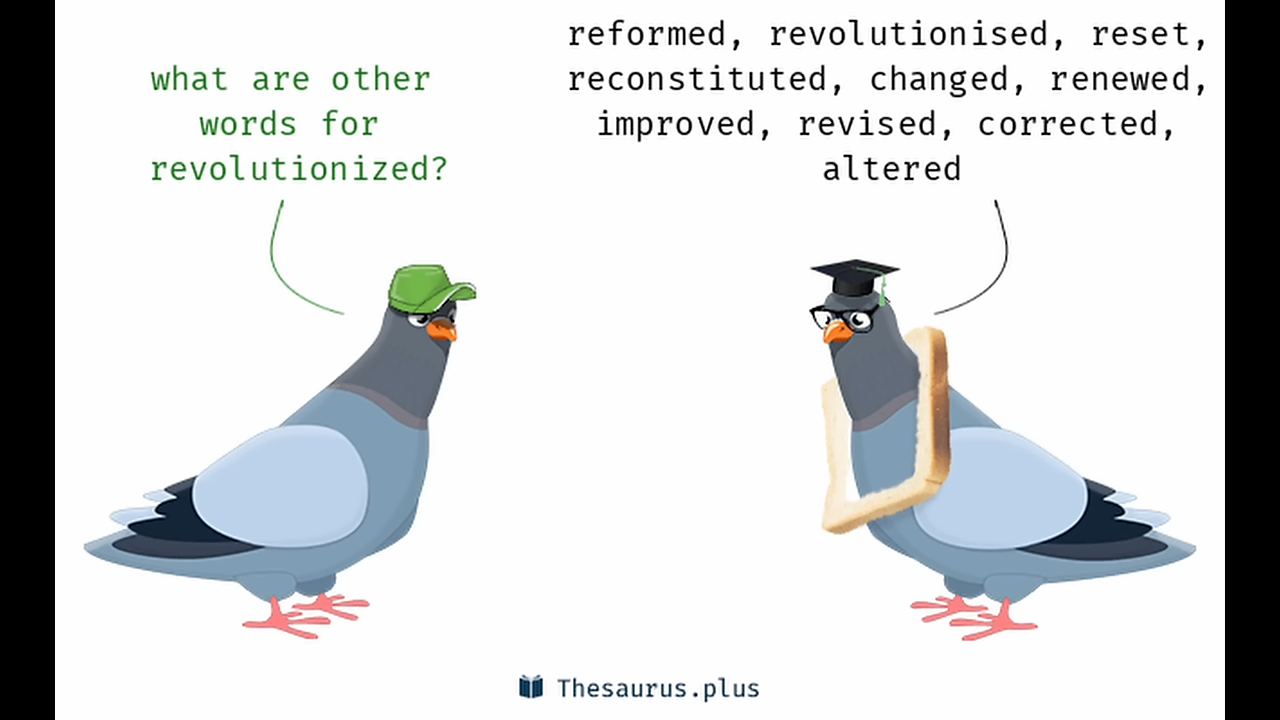 what are other
words for
revolutionized?
reformed, revolutionised, reset,
reconstituted, changed, renewed,
improved, revised, corrected,
altered
Thesaurus.plus